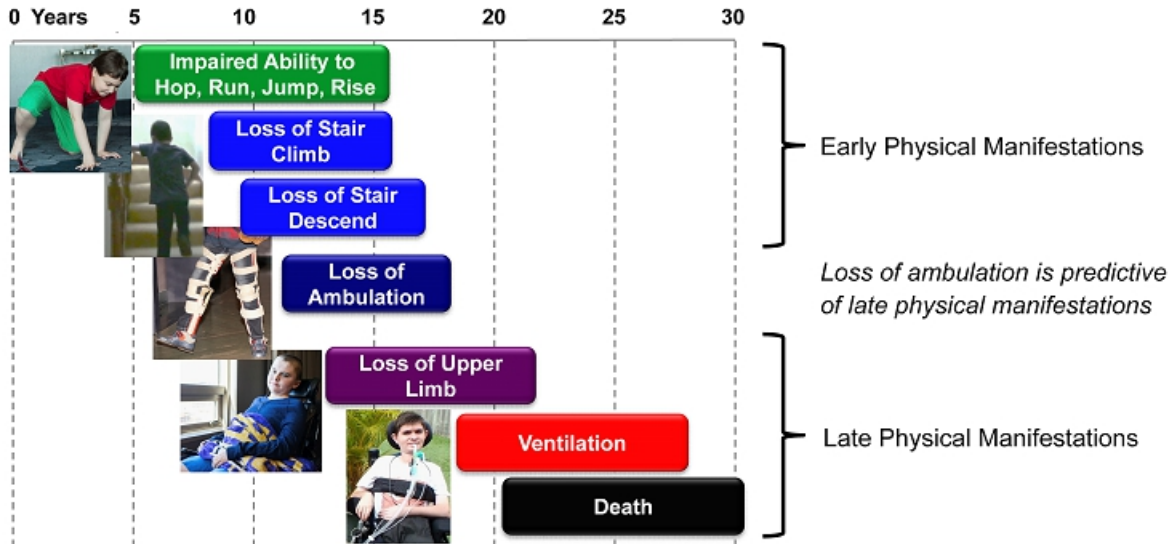 0 Years 5 10 15 20 25 30
Impaired Ability to
Hop, Run, Jump, Rise
Loss of Stair
Climb
Loss of Stair
Descend
Early Physical Manifestations
Loss of
Ambulation
Loss of ambulation is predictive
of late physical manifestations
Loss of Upper
Limb
Ventilation
Death
Late Physical Manifestations